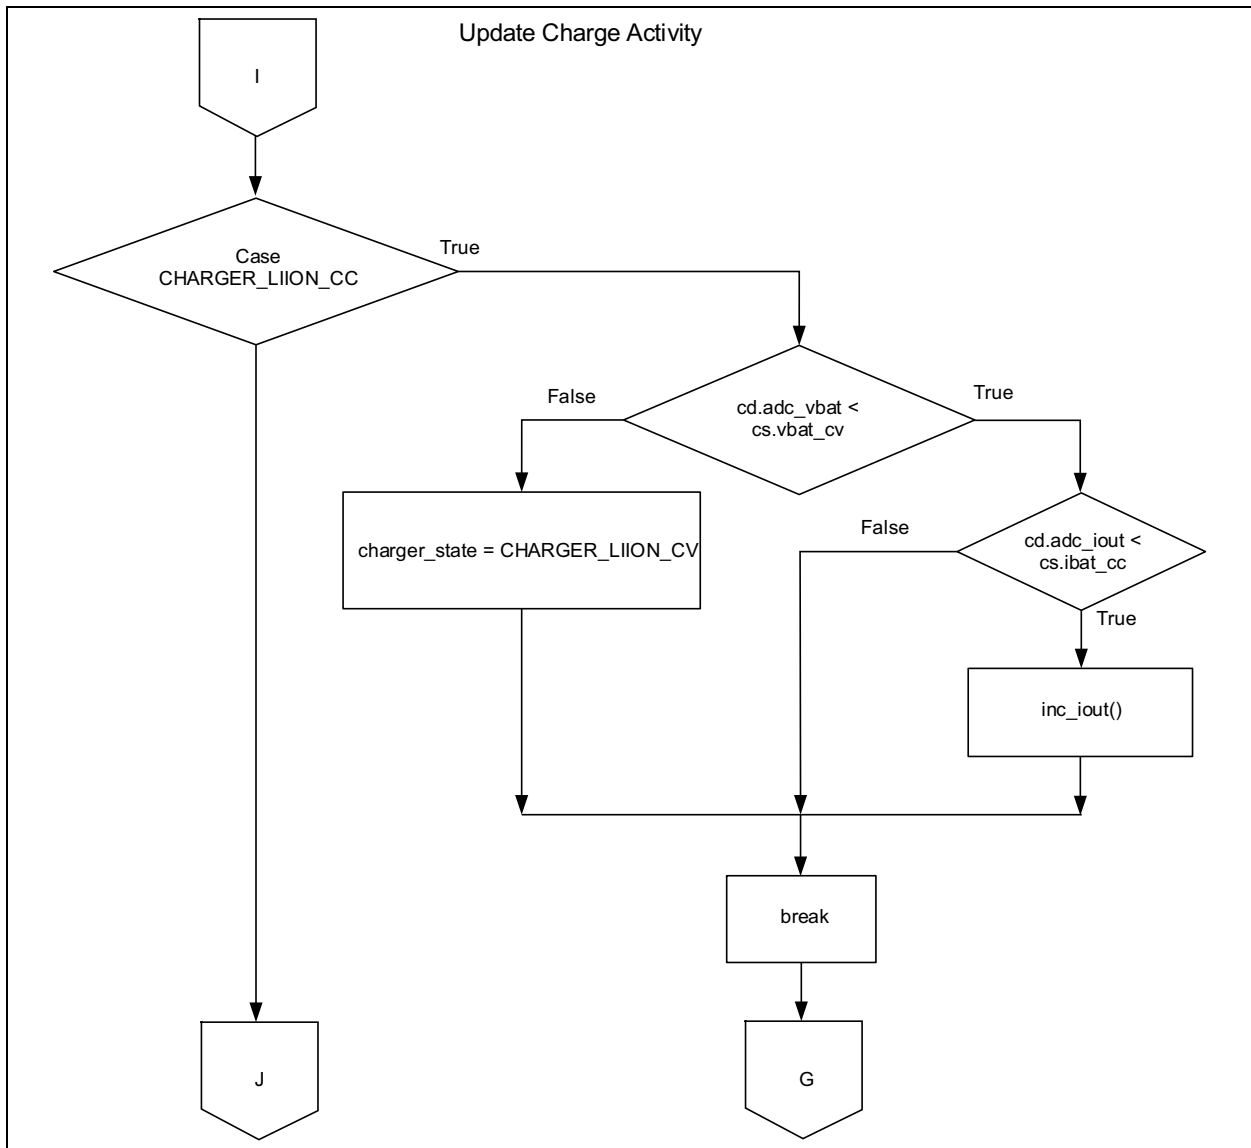 Update Charge Activity
I
Case
CHARGER_LIION_CC
True
cd.adc_vbat <
cs.vbat_cv
False
True
charger_state = CHARGER_LIION_CV
cd.adc_iout <
cs.ibat_cc
False
True
inc_iout()
break
J
G